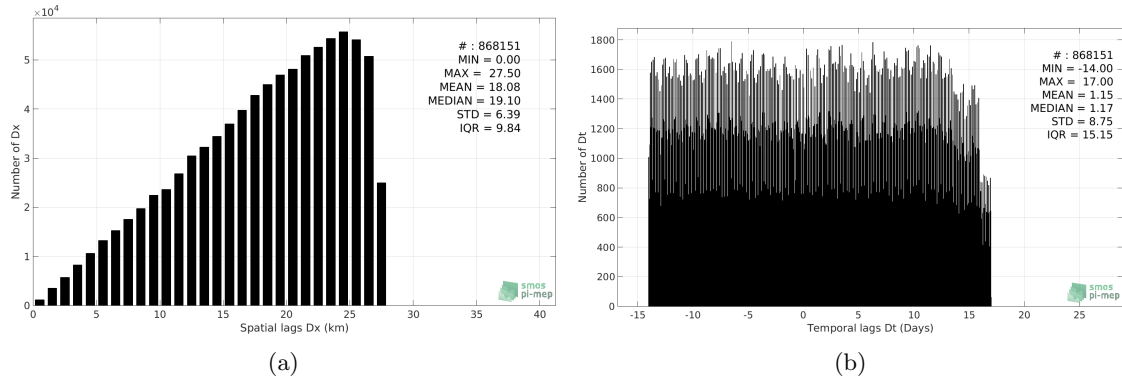 ×10⁴
5
4
3
2
1
0
Number of Dx
# : 868151
MIN = 0.00
MAX = 27.50
MEAN = 18.08
MEDIAN = 19.10
STD = 6.39
IQR = 9.84
smos
pi-mep
0 5 10 15 20 25 30 35 40
Spatial lags Dx (km)
(a)
1800
1600
1400
1200
1000
800
600
400
200
0
Number of Dt
# : 868151
MIN = -14.00
MAX = 17.00
MEAN = 1.15
MEDIAN = 1.17
STD = 8.75
IQR = 15.15
smos
pi-mep
-15 -10 -5 0 5 10 15 20 25
Temporal lags Dt (Days)
(b)